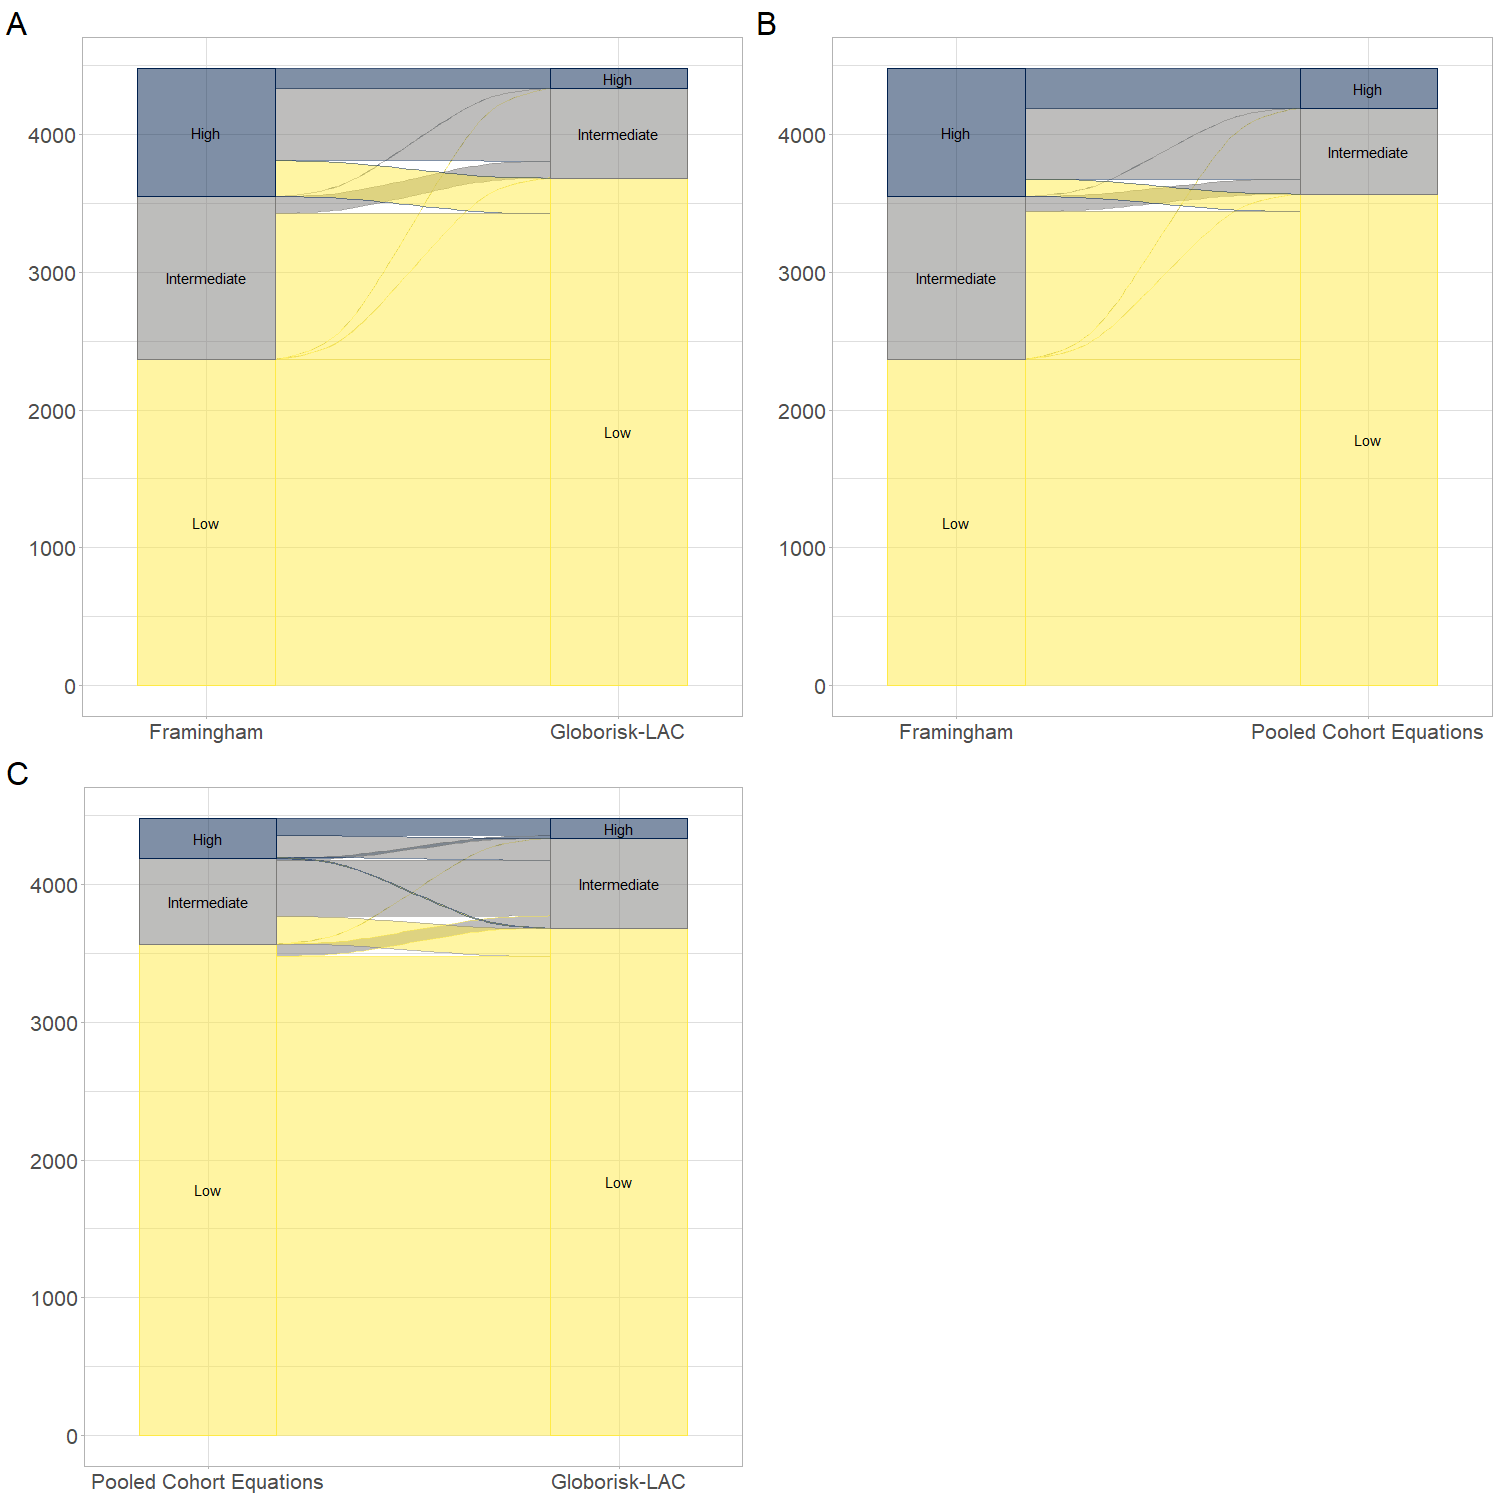 A
4000
3000
2000
1000
0
High
Intermediate
Low
High
Intermediate
Low
Framingham
Globorisk-LAC
B
4000
3000
2000
1000
0
High
Intermediate
Low
High
Intermediate
Low
Framingham
Pooled Cohort Equations
C
4000
3000
2000
1000
0
High
Intermediate
Low
High
Intermediate
Low
Pooled Cohort Equations
Globorisk-LAC